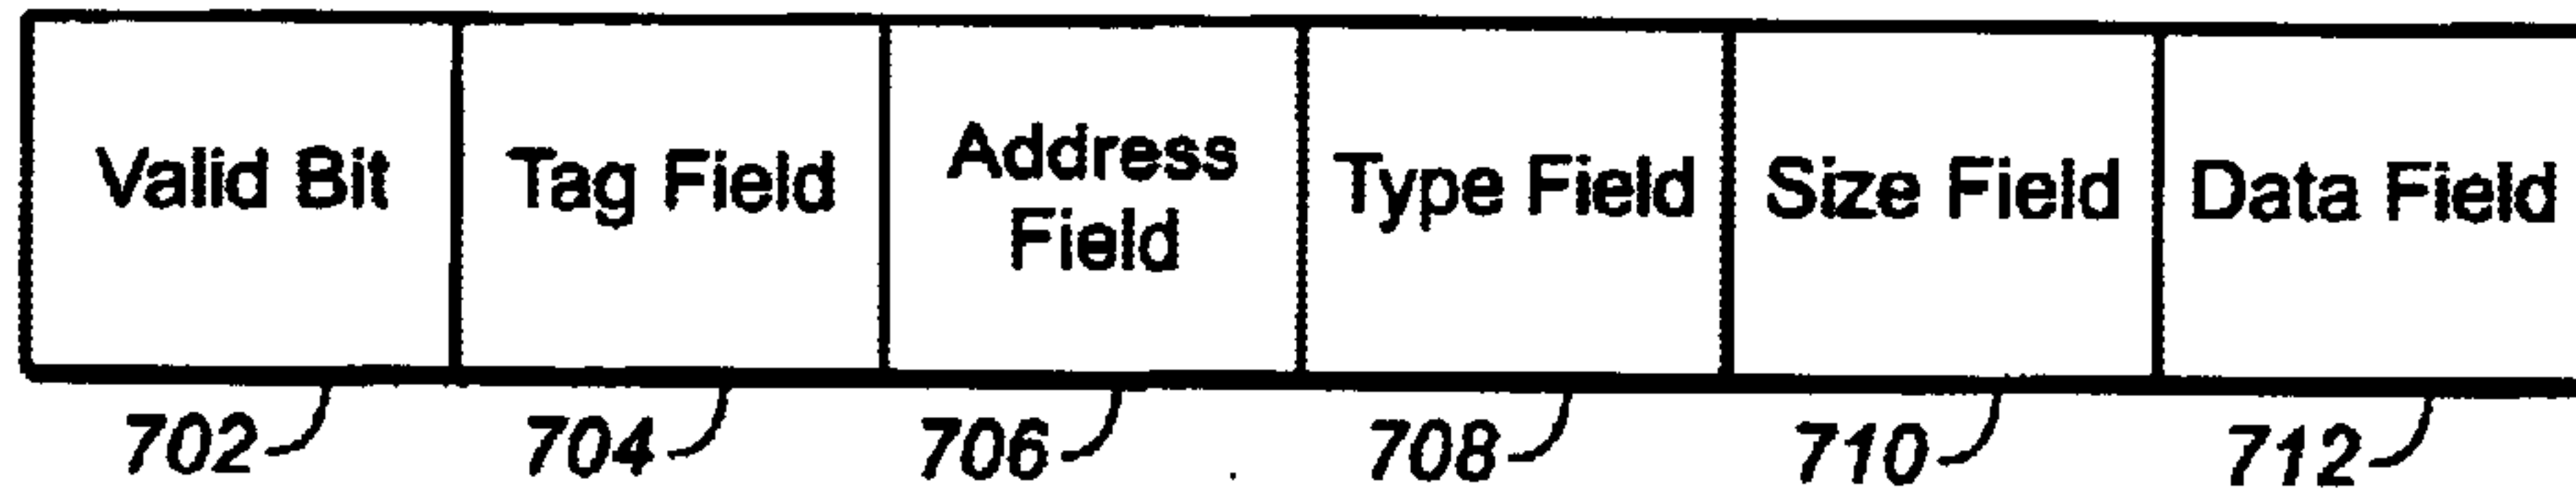 Valid Bit
Tag Field
Address
Field
Type Field
Size Field
Data Field
702
704
706
708
710
712